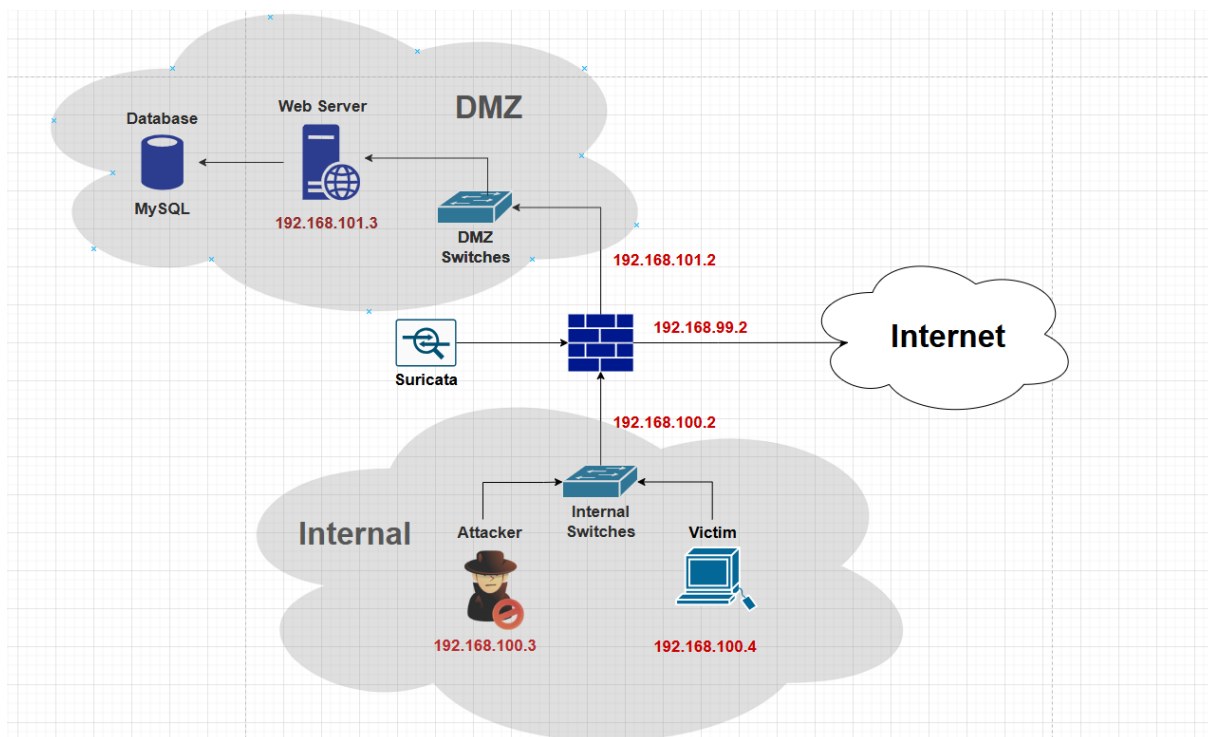 Web Server
DMZ
Database
MySQL
192.168.101.3
DMZ
Switches
192.168.101.2
192.168.99.2
Internet
Suricata
192.168.100.2
Internal
Internal
Switches
Attacker
Victim
192.168.100.3
192.168.100.4